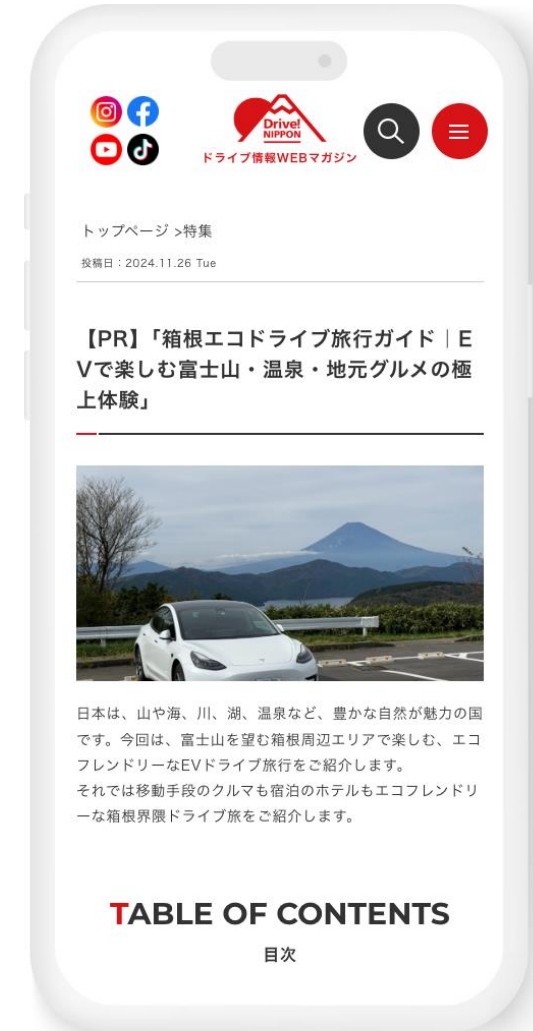 Drive!
NIPPON
ドライブ情報WEBマガジン
トップページ >特集
投稿日：2024.11.26 Tue
【PR】「箱根エコドライブ旅行ガイド｜E
Vで楽しむ富士山・温泉・地元グルメの極
上体験」
日本は、山や海、川、湖、温泉など、豊かな自然が魅力の国
です。今回は、富士山を望む箱根周辺エリアで楽しむ、エコ
フレンドリーなEVドライブ旅行をご紹介します。
それでは移動手段のクルマも宿泊のホテルもエコフレンドリ
ーな箱根界隈ドライブ旅をご紹介します。
TABLE OF CONTENTS
目次